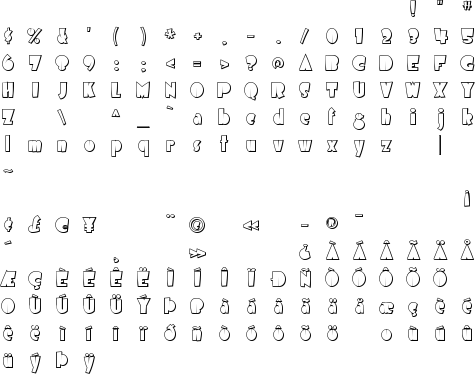 ! " #
$ % & ' ( ) * + , - . / 0 1 2 3 4 5
6 7 8 9 : ; < = > ? @ A B C D E F G
H I J K L M N O P Q R S T U V W X Y
Z \ ^ _ ` a b c d e f g h i j k
l m n o p q r s t u v w x y z |
~
¡
¢ £ ¤ ¥ ¨ © « - ® ¯
´ ¸ » ¿ À Á Â Ã Ä Å
Æ Ç È É Ê Ë Ì Í Î Ï Ð Ñ Ò Ó Ô Õ Ö
Ø Ù Ú Û Ü Ý Þ ß à á â ã ä å æ ç è é
ê ë ì í î ï ð ñ ò ó ô õ ö ø ù ú û
ü ý þ ÿ